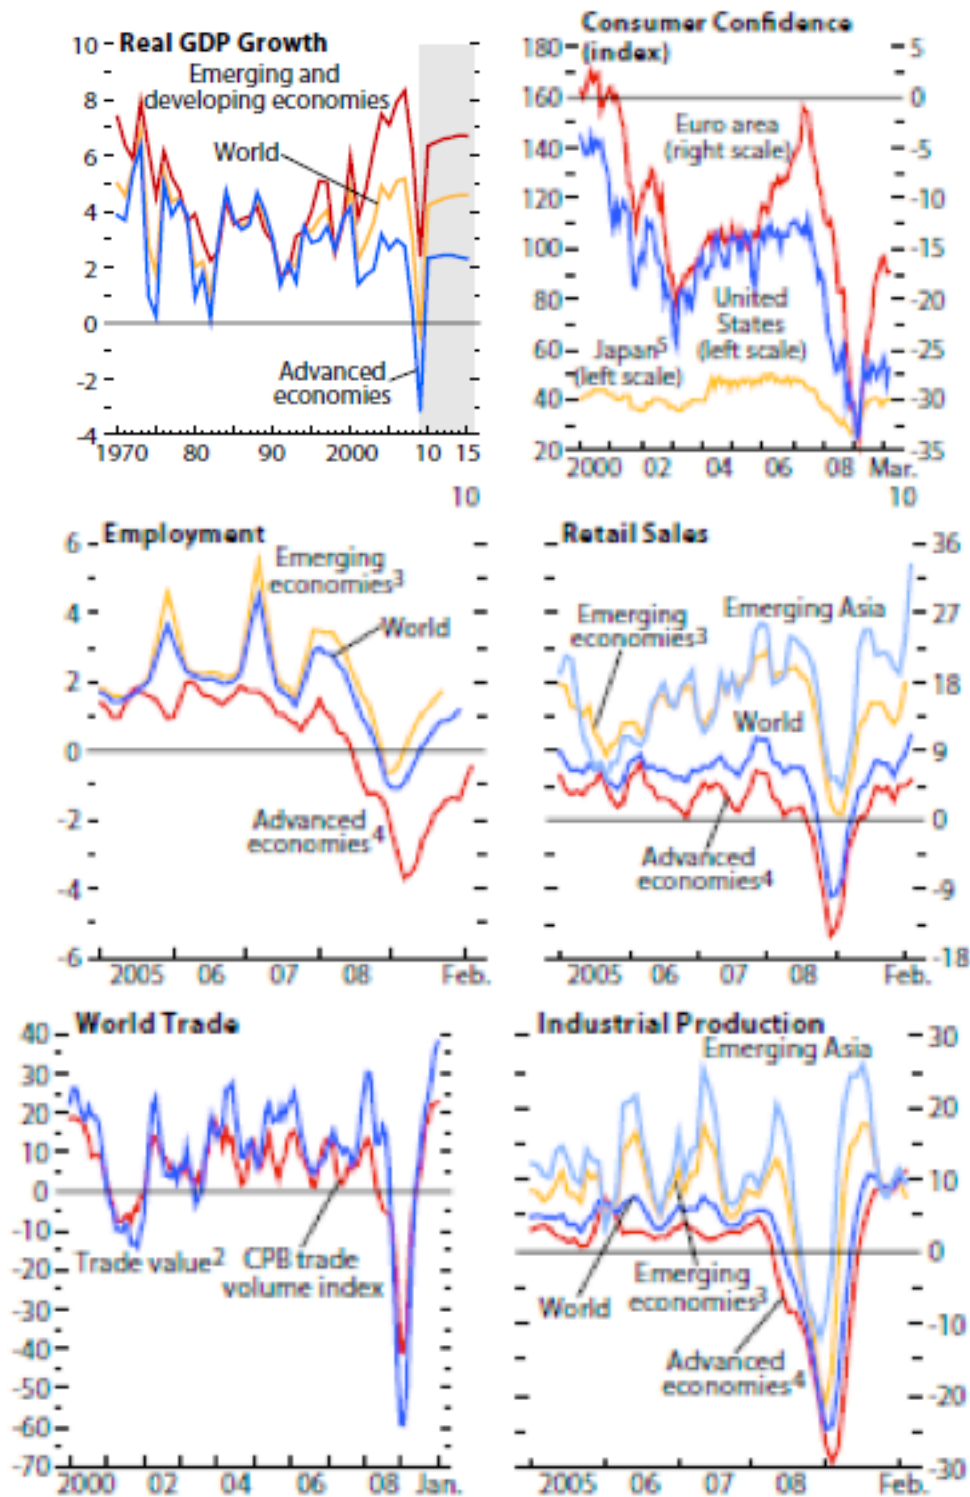 Real GDP Growth
Emerging and
developing economies
World
Advanced
economies
10
8
6
4
2
0
-2
-4
1970 80 90 2000 10 15
Consumer Confidence
(index)
Euro area
(right scale)
United
States
(left scale)
Japan5
(left scale)
180
160
140
120
100
80
60
40
20
5
0
-5
-10
-15
-20
-25
-30
-35
2000 02 04 06 08 Mar.
10
10
Employment
Emerging
economies3
World
Advanced
economies4
6
4
2
0
-2
-4
-6
2005 06 07 08 Feb.
Retail Sales
Emerging
economies3
Emerging Asia
World
Advanced
economies4
36
27
18
9
0
-9
-18
2005 06 07 08 Feb.
World Trade
Trade value2
CPB trade
volume index
40
30
20
10
0
-10
-20
-30
-40
-50
-60
-70
2000 02 04 06 08 Jan.
Industrial Production
Emerging Asia
World
Emerging
economies3
Advanced
economies4
30
20
10
0
-10
-20
-30
2005 06 07 08 Feb.